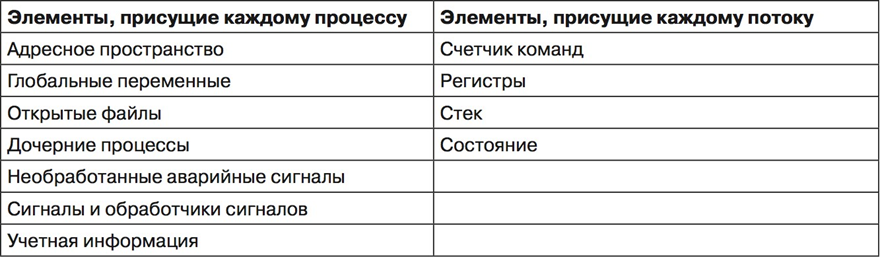 Элементы, присущие каждому процессу Элементы, присущие каждому потоку
Адресное пространство Счетчик команд
Глобальные переменные Регистры
Открытые файлы Стек
Дочерние процессы Состояние
Необработанные аварийные сигналы
Сигналы и обработчики сигналов
Учетная информация